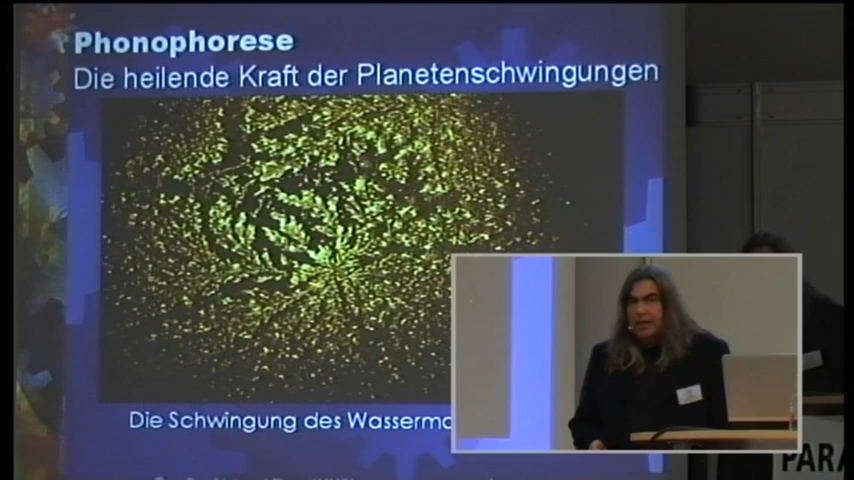 Phonophorese
Die heilende Kraft der Planetenschwingungen
Die Schwingung des Wasserm
PARA